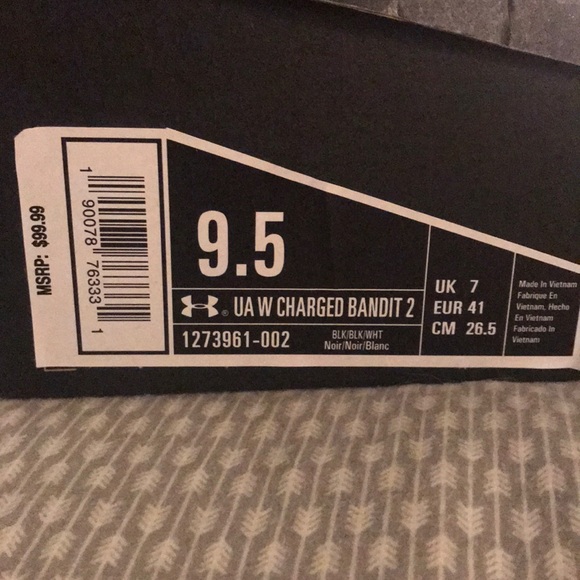 MSRP: $99.99
1 90078 76333 1
9.5
UA W CHARGED BANDIT 2
1273961-002
BLK/BLK/WHT
Noir/Noir/Blanc
UK 7
EUR 41
CM 26.5
Made In Vietnam
Fabrique En
Vietnam, Hecho
En Vietnam
Fabricado In
Vietnam